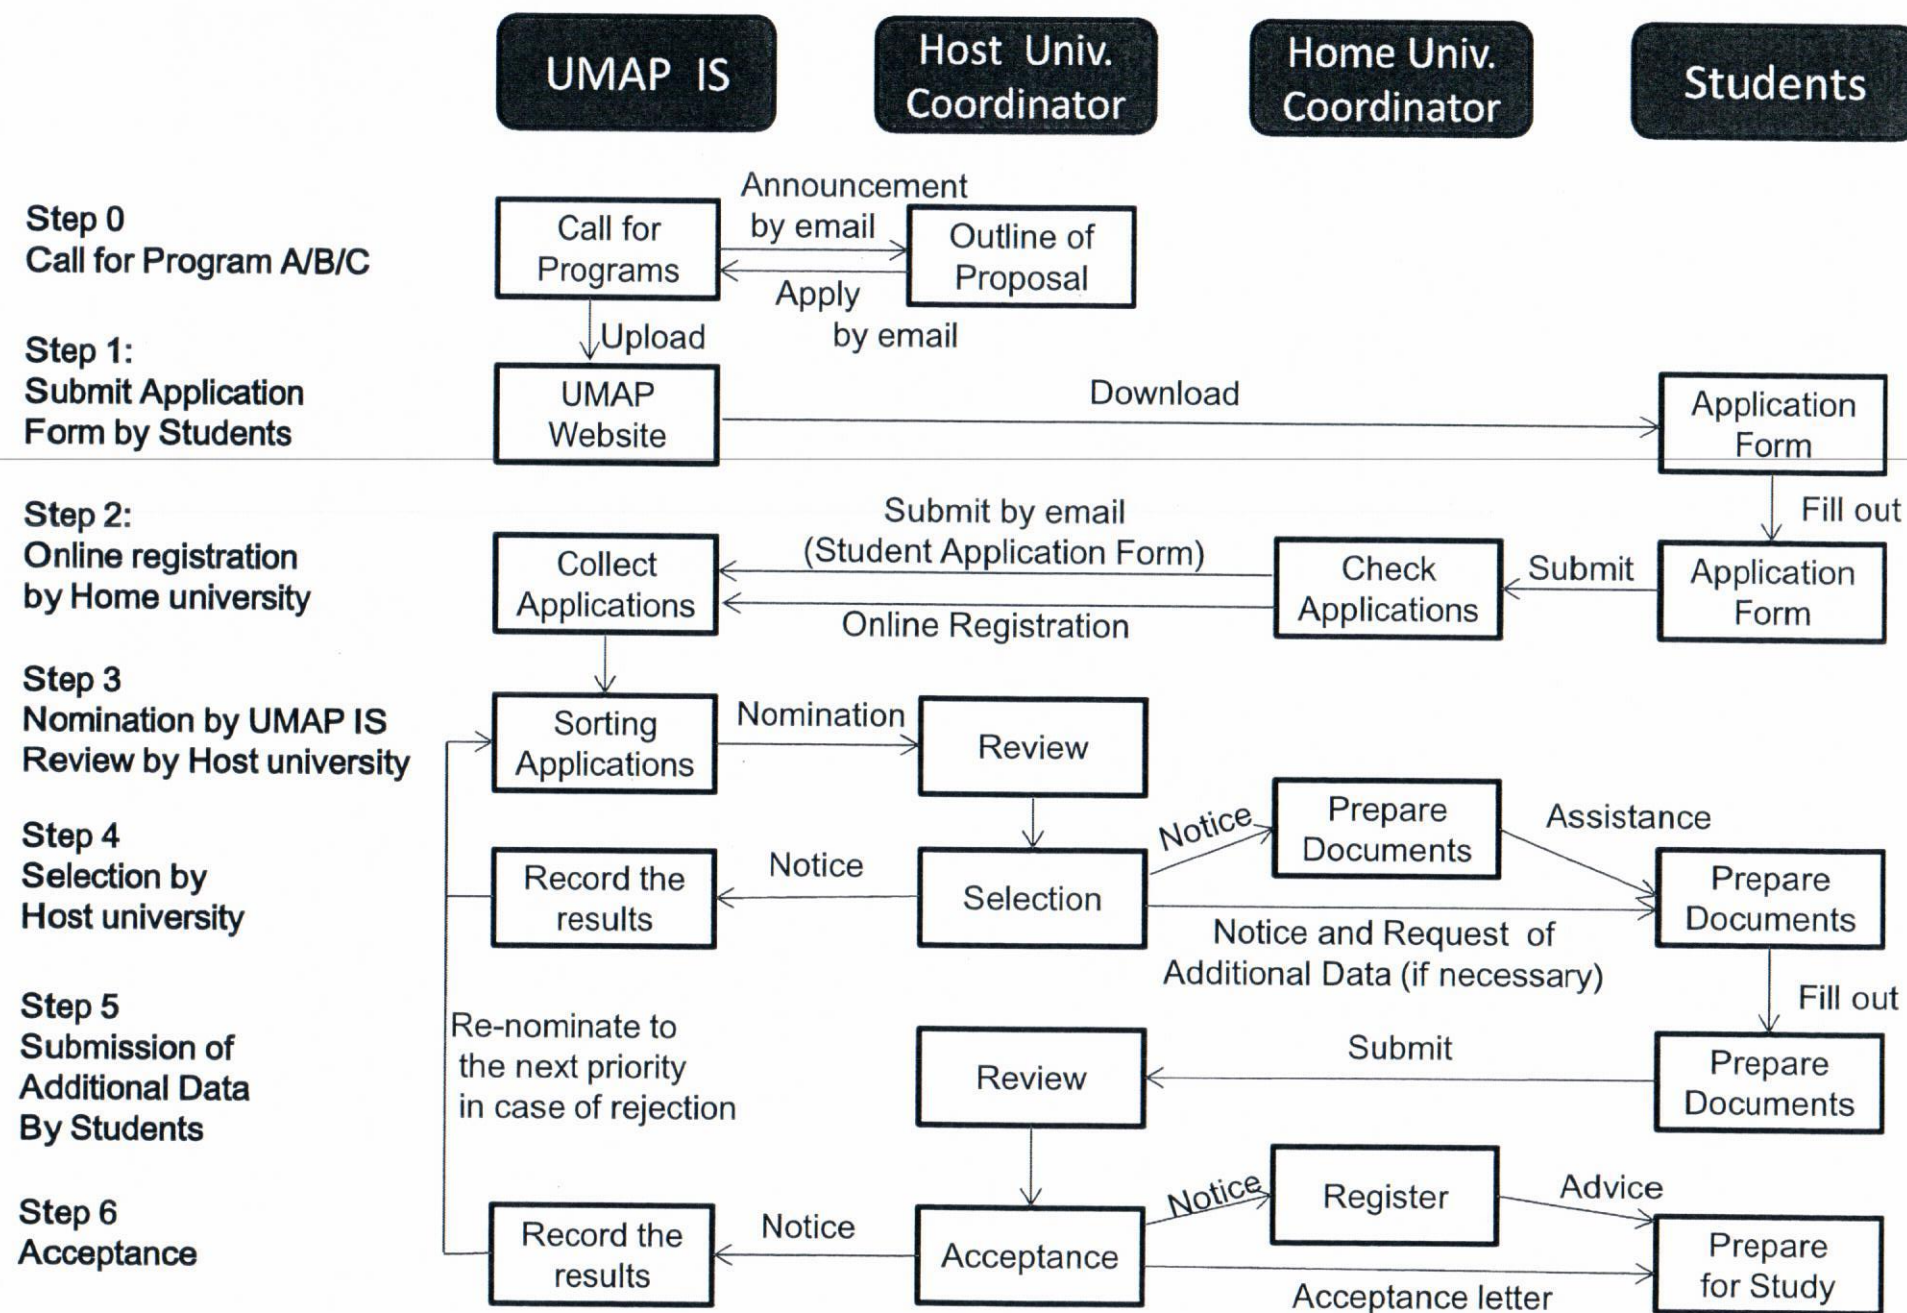 UMAP IS
Host Univ.
Coordinator
Home Univ.
Coordinator
Students
Step 0
Call for Program A/B/C
Call for
Programs
Announcement
by email
Apply
by email
Outline of
Proposal
Upload
Step 1:
Submit Application
Form by Students
UMAP
Website
Download
Application
Form
Fill out
Step 2:
Online registration
by Home university
Collect
Applications
Submit by email
(Student Application Form)
Online Registration
Check
Applications
Submit
Application
Form
Step 3
Nomination by UMAP IS
Review by Host university
Sorting
Applications
Nomination
Review
Step 4
Selection by
Host university
Record the
results
Notice
Selection
Notice
Prepare
Documents
Assistance
Prepare
Documents
Notice and Request of
Additional Data (if necessary)
Fill out
Step 5
Submission of
Additional Data
By Students
Re-nominate to
the next priority
in case of rejection
Review
Submit
Prepare
Documents
Step 6
Acceptance
Record the
results
Notice
Acceptance
Notice
Register
Advice
Acceptance letter
Prepare
for Study